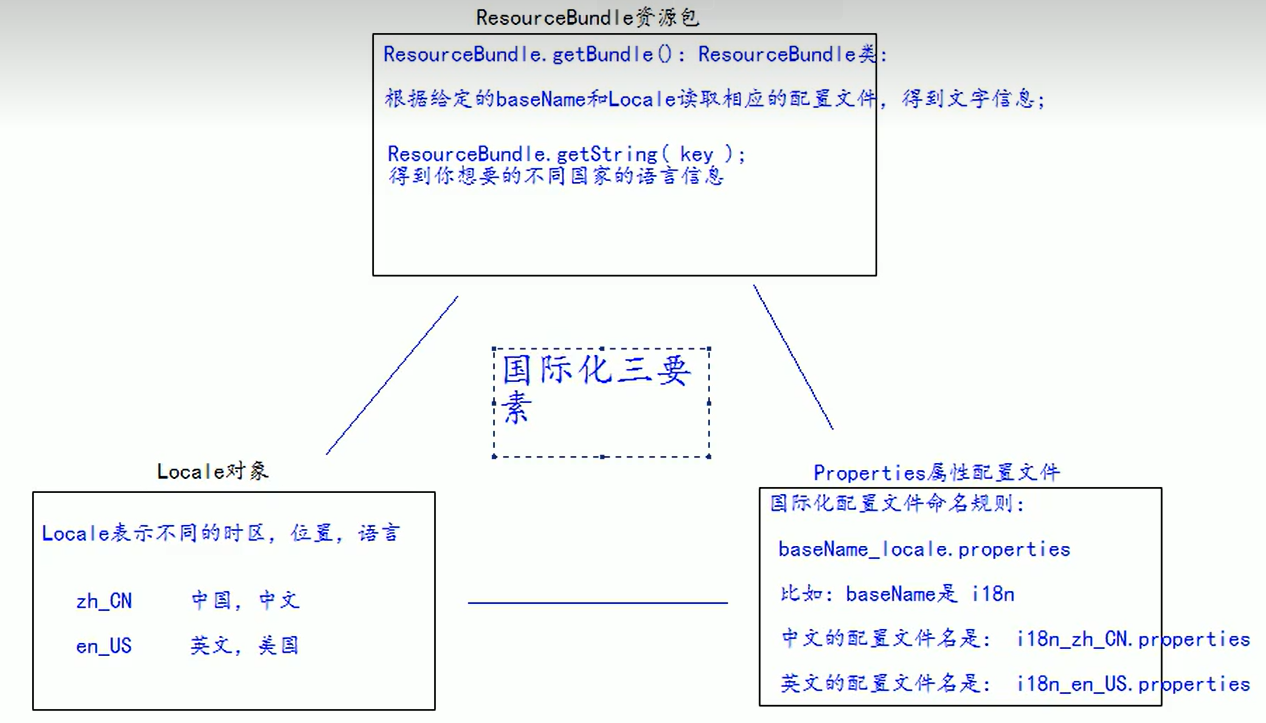 ResourceBundle资源包
ResourceBundle.getBundle(): ResourceBundle类:
根据给定的baseName和Locale读取相应的配置文件，得到文字信息;
ResourceBundle.getString( key );
得到你想要的不同国家的语言信息
国际化三要
素
Locale对象
Locale表示不同的时区，位置，语言
zh_CN 中国，中文
en_US 英文，美国
Properties属性配置文件
国际化配置文件命名规则:
baseName_locale.properties
比如: baseName是 i18n
中文的配置文件名是: i18n_zh_CN.properties
英文的配置文件名是: i18n_en_US.properties